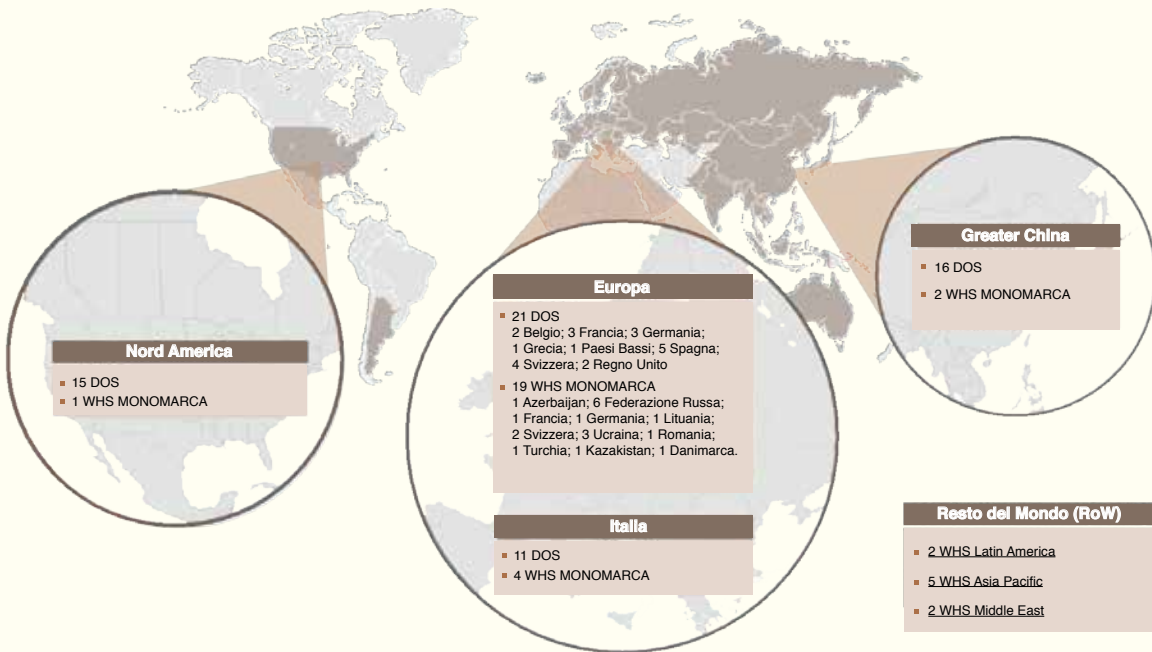 Nord America
▪ 15 DOS
▪ 1 WHS MONOMARCA
Europa
▪ 21 DOS
2 Belgio; 3 Francia; 3 Germania;
1 Grecia; 1 Paesi Bassi; 5 Spagna;
4 Svizzera; 2 Regno Unito
▪ 19 WHS MONOMARCA
1 Azerbaijan; 6 Federazione Russa;
1 Francia; 1 Germania; 1 Lituania;
2 Svizzera; 3 Ucraina; 1 Romania;
1 Turchia; 1 Kazakistan; 1 Danimarca.
Italia
▪ 11 DOS
▪ 4 WHS MONOMARCA
Greater China
▪ 16 DOS
▪ 2 WHS MONOMARCA
Resto del Mondo (RoW)
▪ 2 WHS Latin America
▪ 5 WHS Asia Pacific
▪ 2 WHS Middle East